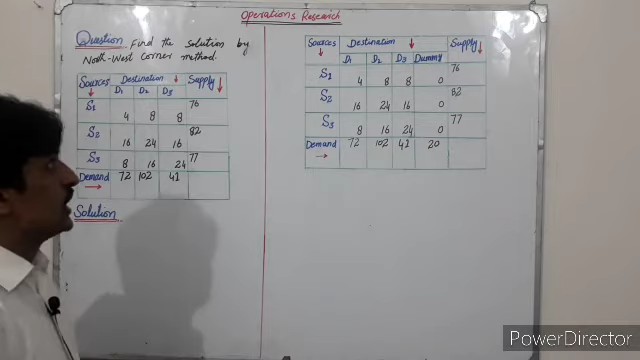 Operations Research
Question. Find the solution by
North-West Corner method.
Sources Destination Supply
D1 D2 D3
S1 76
4 8 8
S2 82
16 24 16
S3 77
8 16 24
Demand 72 102 41
Solution
Sources Destination Supply
D1 D2 D3 Dummy
S1 76
4 8 8 0
S2 82
16 24 16 0
S3 77
8 16 24 0
Demand 72 102 41 20
PowerDirector